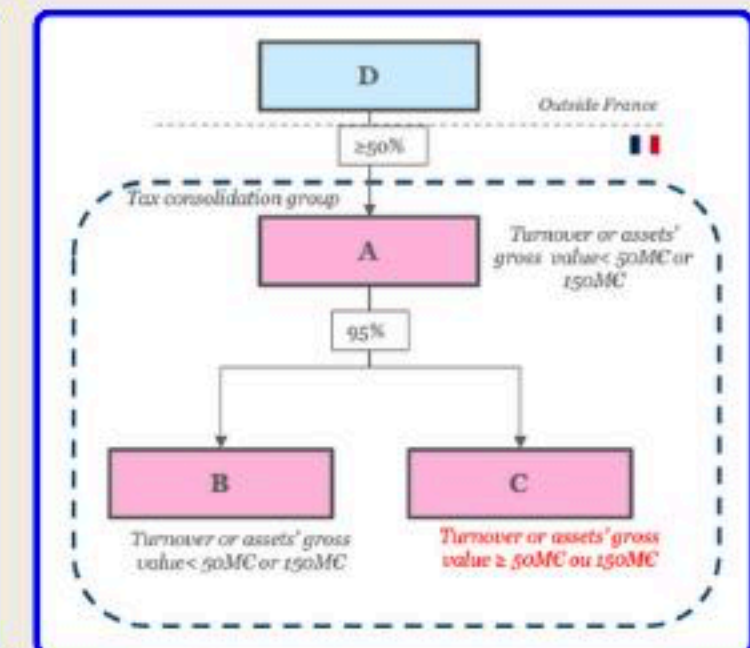 D
Outside France
≥50%
Tax consolidation group
A
Turnover or assets'
gross value< 50M€ or
150M€
95%
B
C
Turnover or assets' gross
value< 50M€ or 150M€
Turnover or assets' gross
value ≥ 50M€ ou 150M€